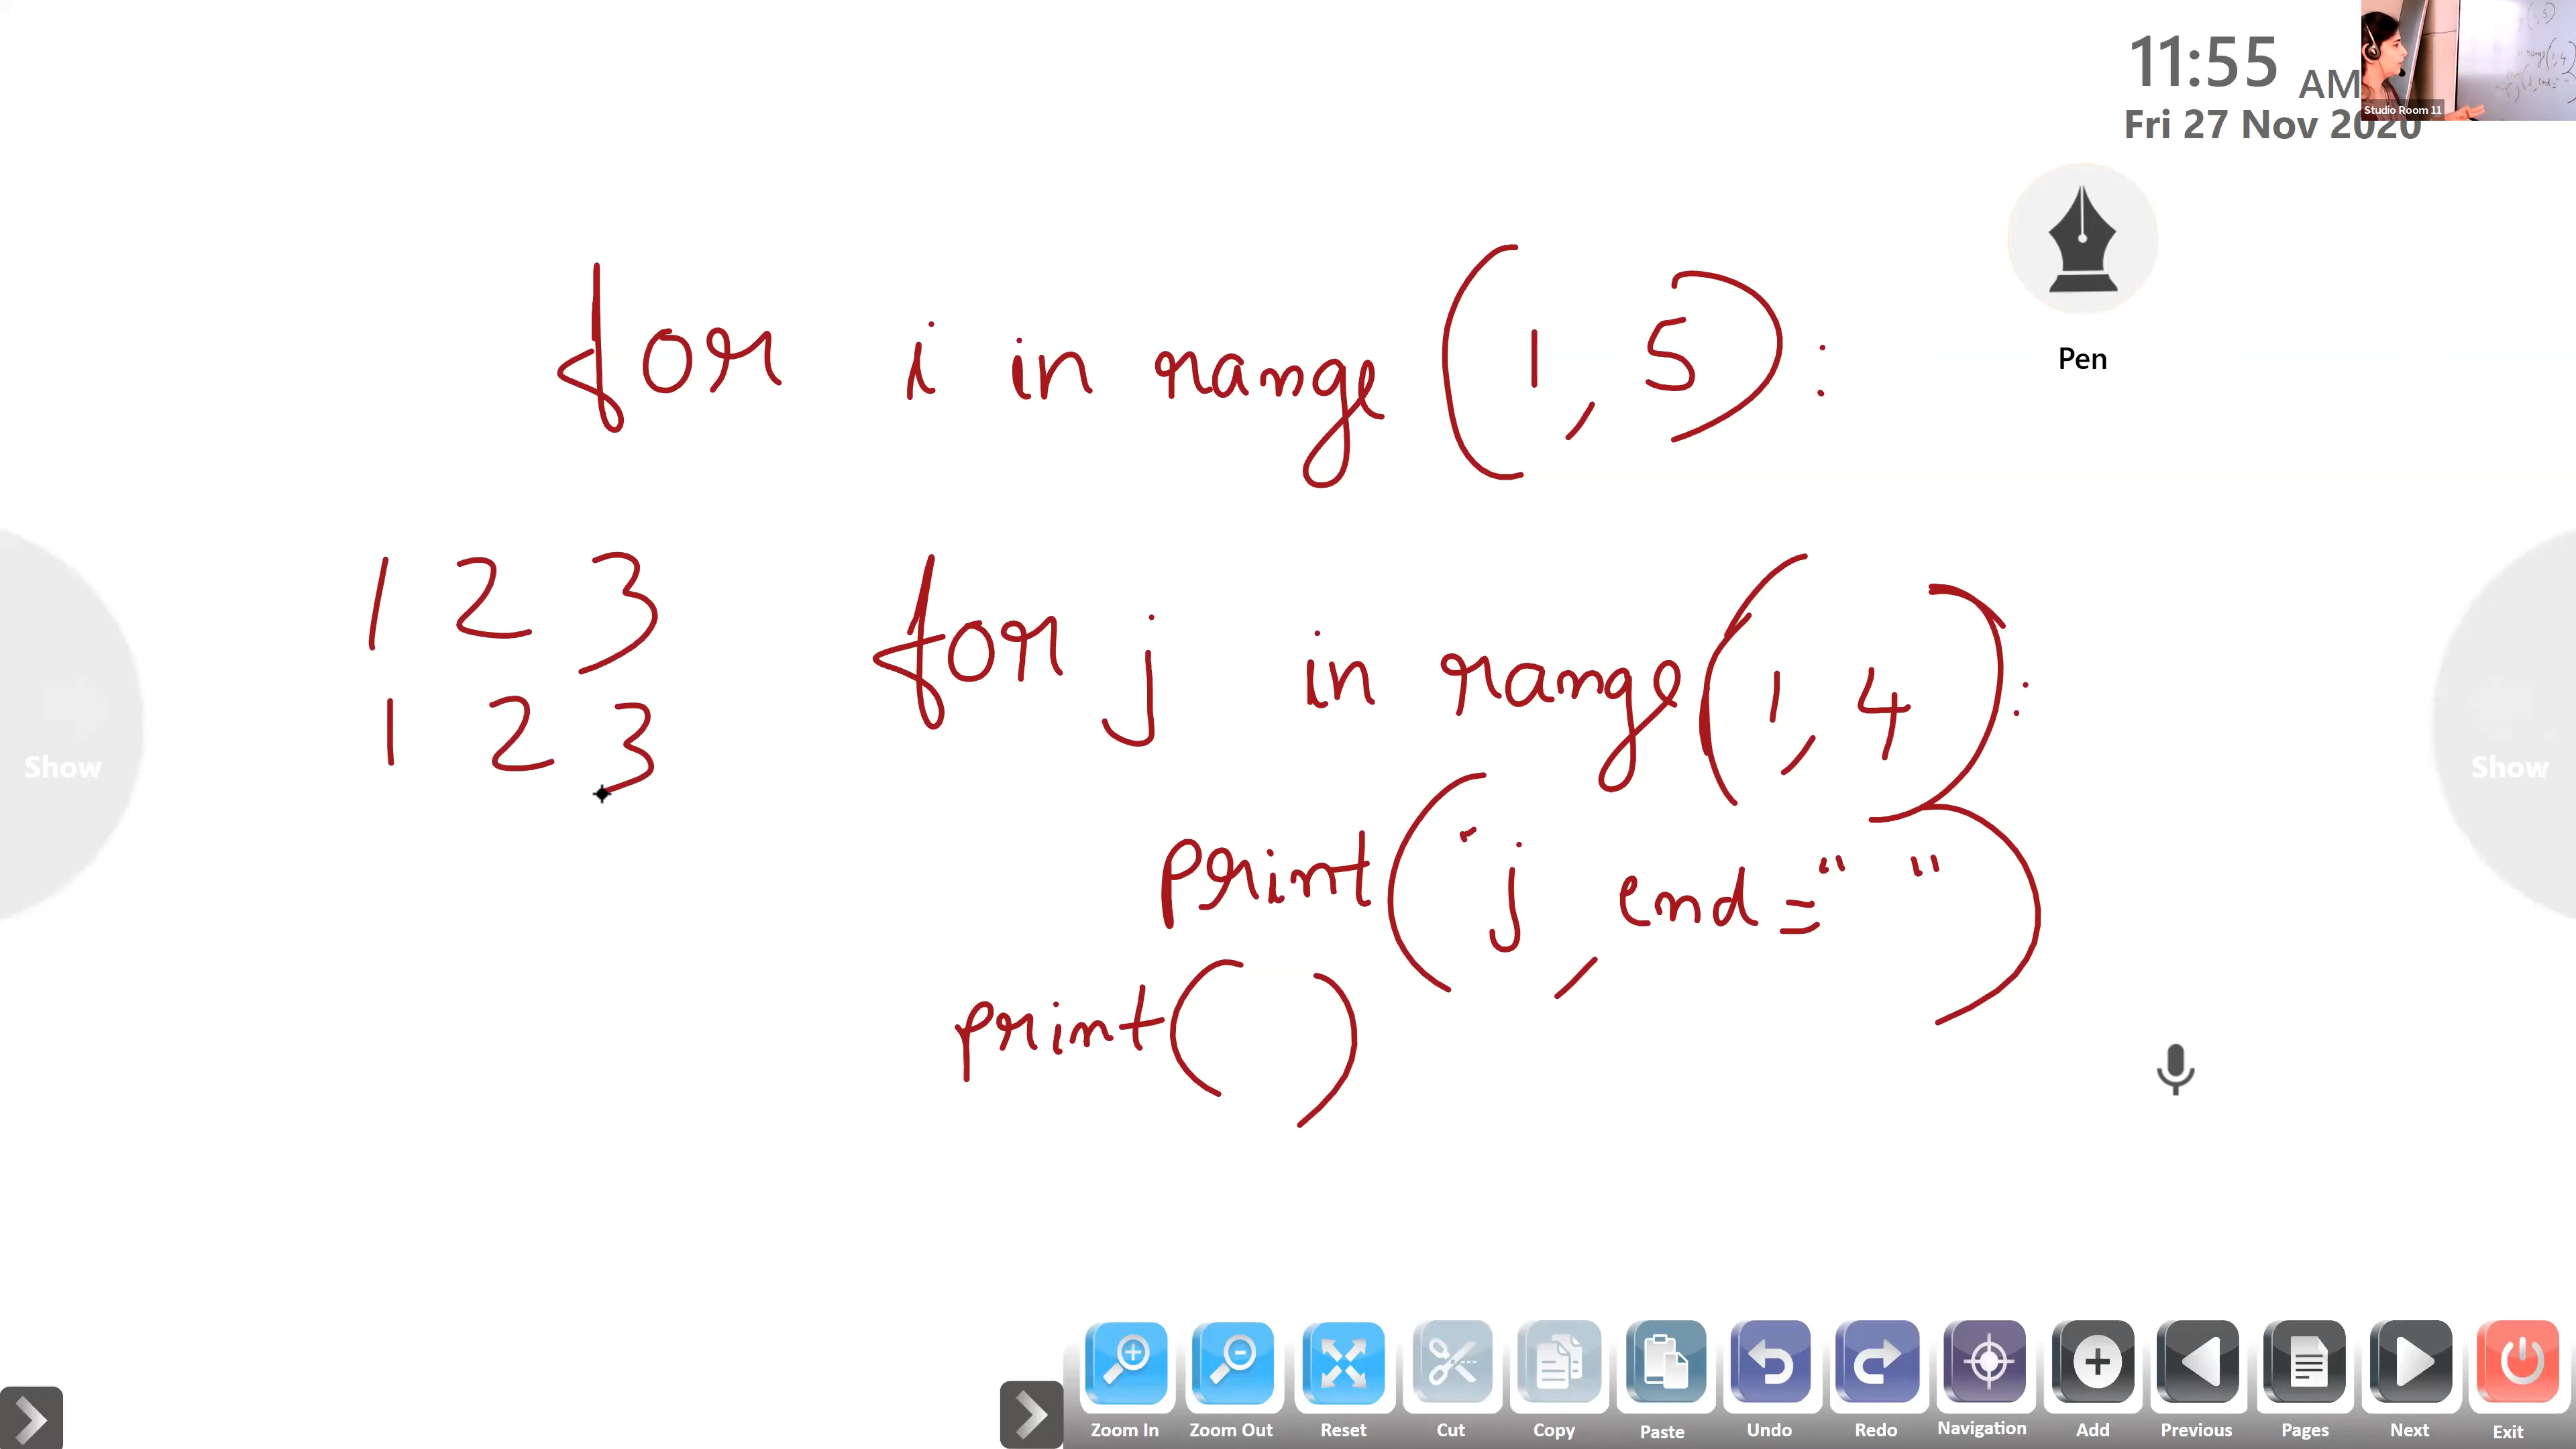 11:55 AM
Studio Room 11
Fri 27 Nov 2020
Pen
for i in range (1, 5):
1 2 3
for j in range (1, 4):
1 2 3
Show
Show
print (j, end=" ")
print ( )
Zoom In Zoom Out Reset Cut Copy Paste Undo Redo Navigation Add Previous Pages Next Exit